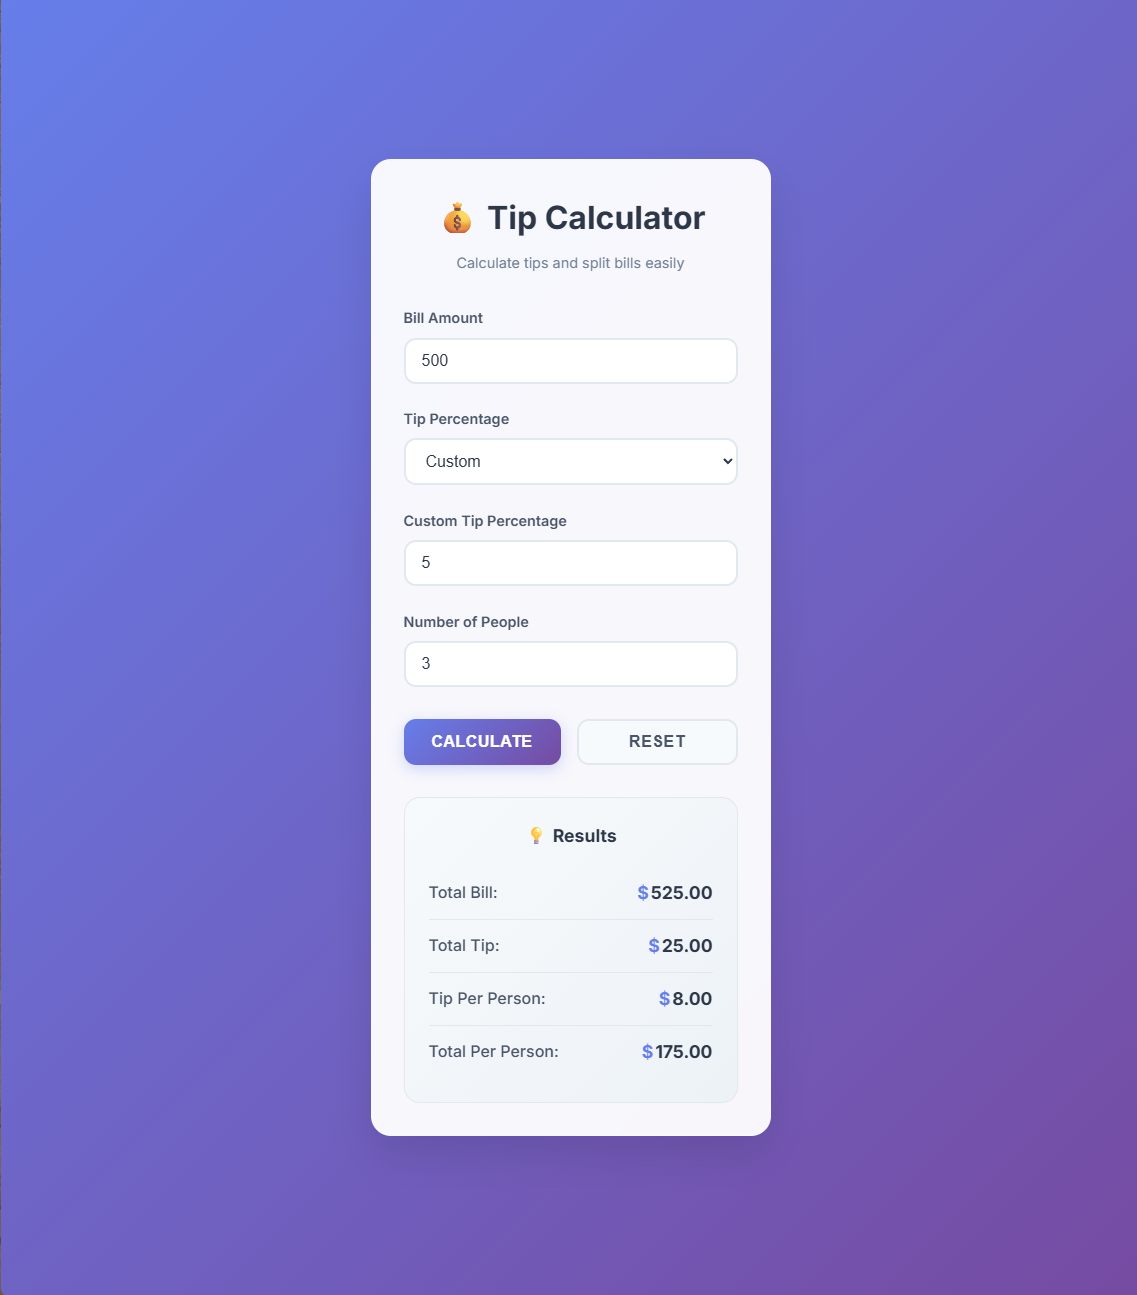 💰 Tip Calculator
Calculate tips and split bills easily
Bill Amount
500
Tip Percentage
Custom
Custom Tip Percentage
5
Number of People
3
CALCULATE RESET
💡 Results
Total Bill: $525.00
Total Tip: $25.00
Tip Per Person: $8.00
Total Per Person: $175.00